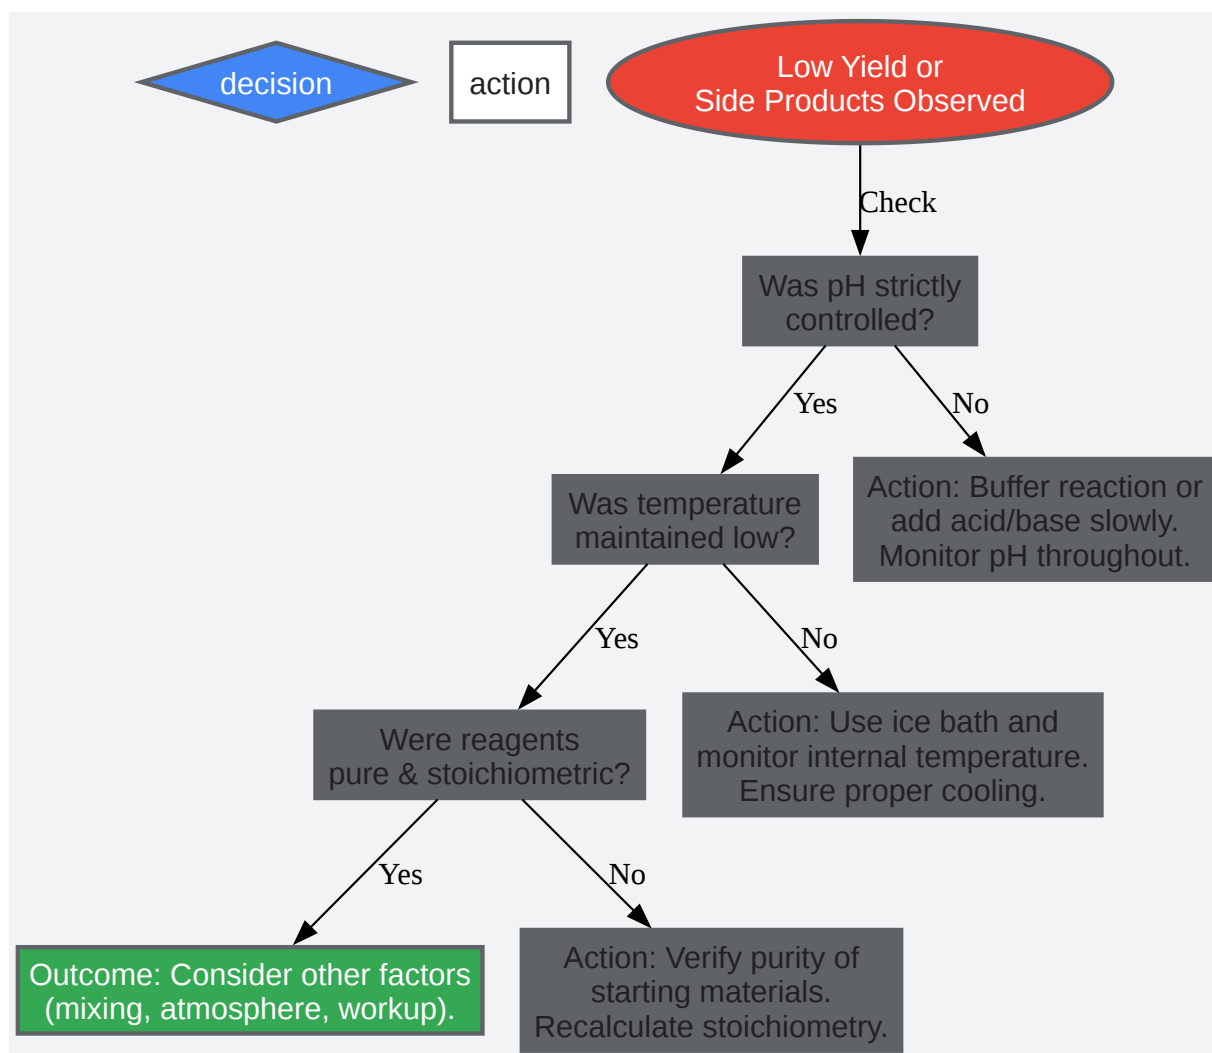 decision
action
Low Yield or
Side Products Observed
Check
Was pH strictly
controlled?
Yes
No
Was temperature
maintained low?
Action: Buffer reaction or
add acid/base slowly.
Monitor pH throughout.
Yes
No
Were reagents
pure & stoichiometric?
Action: Use ice bath and
monitor internal temperature.
Ensure proper cooling.
Yes
No
Outcome: Consider other factors
(mixing, atmosphere, workup).
Action: Verify purity of
starting materials.
Recalculate stoichiometry.